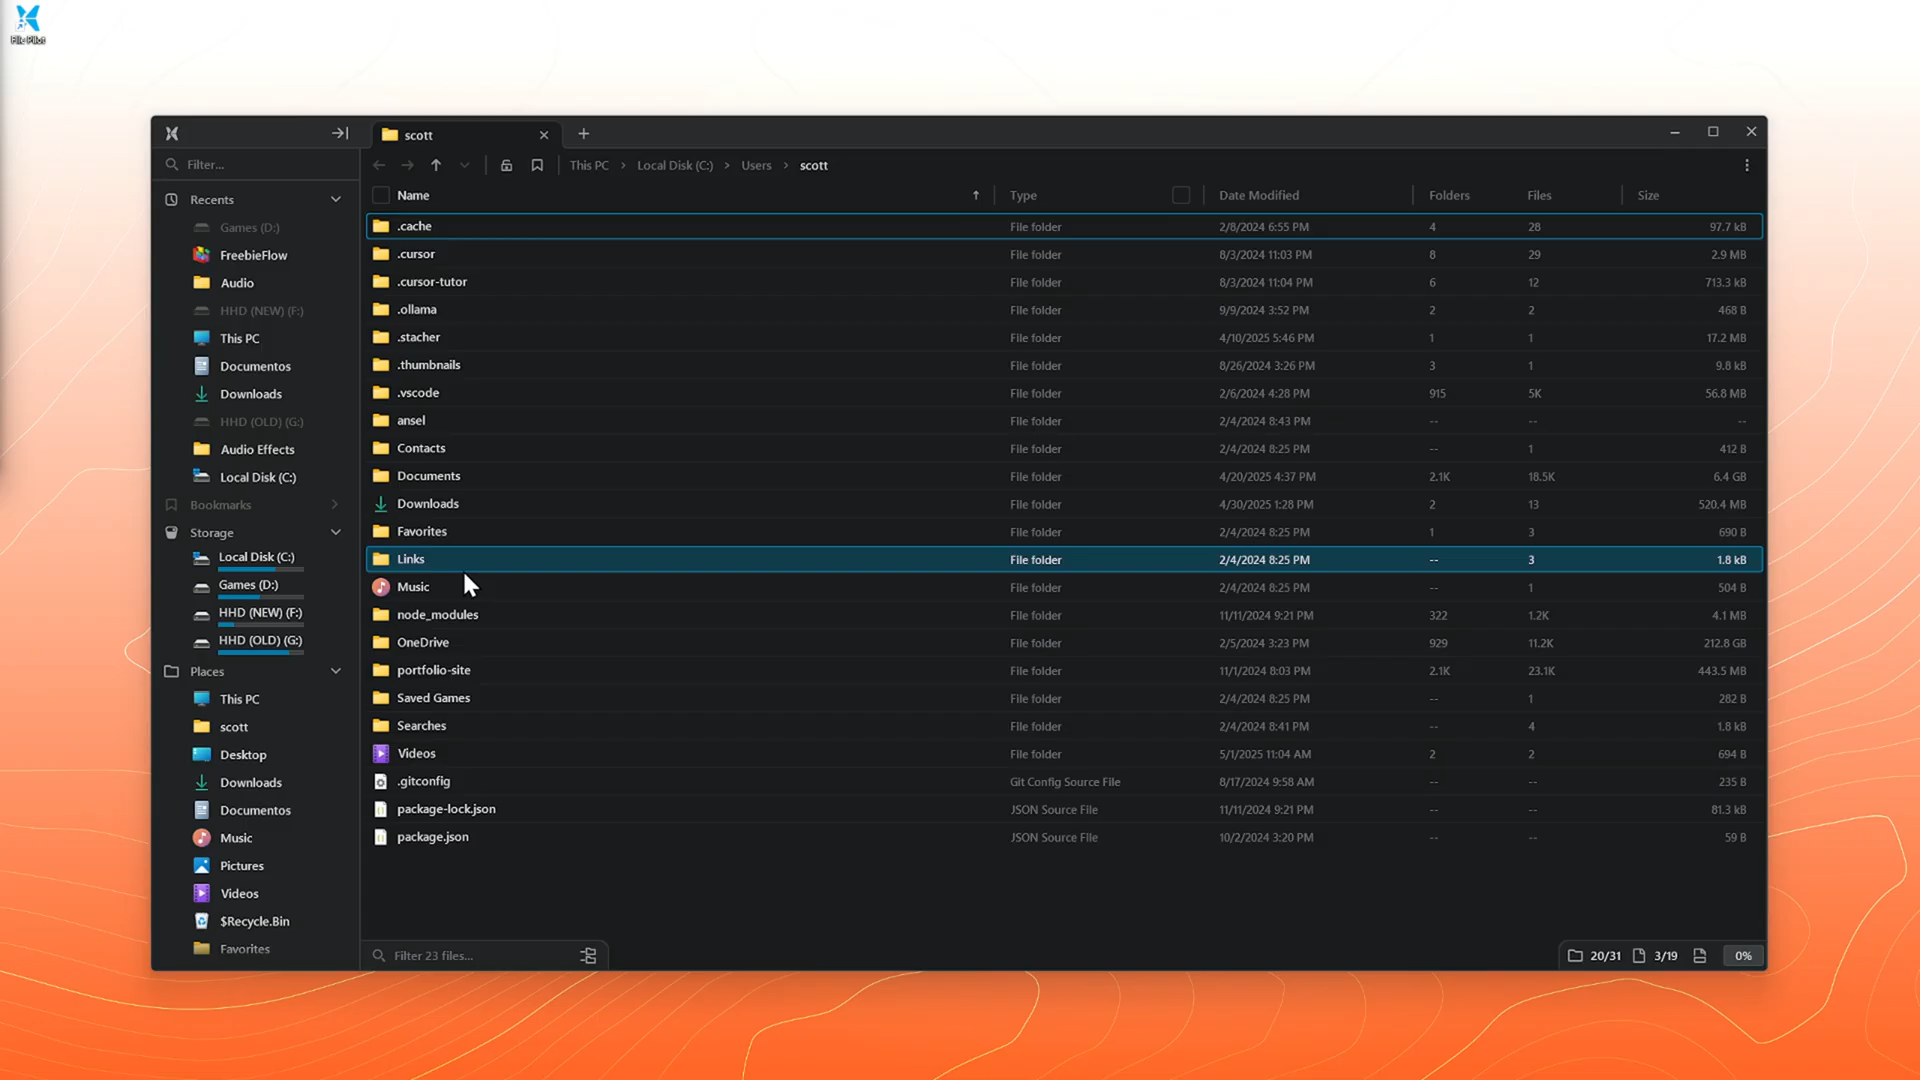 File Pilot
scott
Filter...
This PC > Local Disk (C:) > Users > scott
Name Type Date Modified Folders Files Size
Recents
Games (D:)
FreebieFlow
Audio
HHD (NEW) (F:)
This PC
Documentos
Downloads
HHD (OLD) (G:)
Audio Effects
Local Disk (C:)
Bookmarks
Storage
Local Disk (C:)
Games (D:)
HHD (NEW) (F:)
HHD (OLD) (G:)
Places
This PC
scott
Desktop
Downloads
Documentos
Music
Pictures
Videos
$Recycle.Bin
Favorites
.cache File folder 2/8/2024 6:55 PM 4 28 97.7 kB
.cursor File folder 8/3/2024 11:03 PM 8 29 2.9 MB
.cursor-tutor File folder 8/3/2024 11:04 PM 6 12 713.3 kB
.ollama File folder 9/9/2024 3:52 PM 2 2 468 B
.stacher File folder 4/10/2025 5:46 PM 1 1 17.2 MB
.thumbnails File folder 8/26/2024 3:26 PM 3 1 9.8 kB
.vscode File folder 2/6/2024 4:28 PM 915 5K 56.8 MB
ansel File folder 2/4/2024 8:43 PM -- -- --
Contacts File folder 2/4/2024 8:25 PM -- 1 412 B
Documents File folder 4/20/2025 4:37 PM 2.1K 18.5K 6.4 GB
Downloads File folder 4/30/2025 1:28 PM 2 13 520.4 MB
Favorites File folder 2/4/2024 8:25 PM 1 3 690 B
Links File folder 2/4/2024 8:25 PM -- 3 1.8 kB
Music File folder 2/4/2024 8:25 PM -- 1 504 B
node_modules File folder 11/11/2024 9:21 PM 322 1.2K 4.1 MB
OneDrive File folder 2/5/2024 3:23 PM 929 11.2K 212.8 GB
portfolio-site File folder 11/1/2024 8:03 PM 2.1K 23.1K 443.5 MB
Saved Games File folder 2/4/2024 8:25 PM -- 1 282 B
Searches File folder 2/4/2024 8:41 PM -- 4 1.8 kB
Videos File folder 5/1/2025 11:04 AM 2 2 694 B
.gitconfig Git Config Source File 8/17/2024 9:58 AM -- -- 235 B
package-lock.json JSON Source File 11/11/2024 9:21 PM -- -- 81.3 kB
package.json JSON Source File 10/2/2024 3:20 PM -- -- 59 B
Filter 23 files...
20/31 3/19 0%